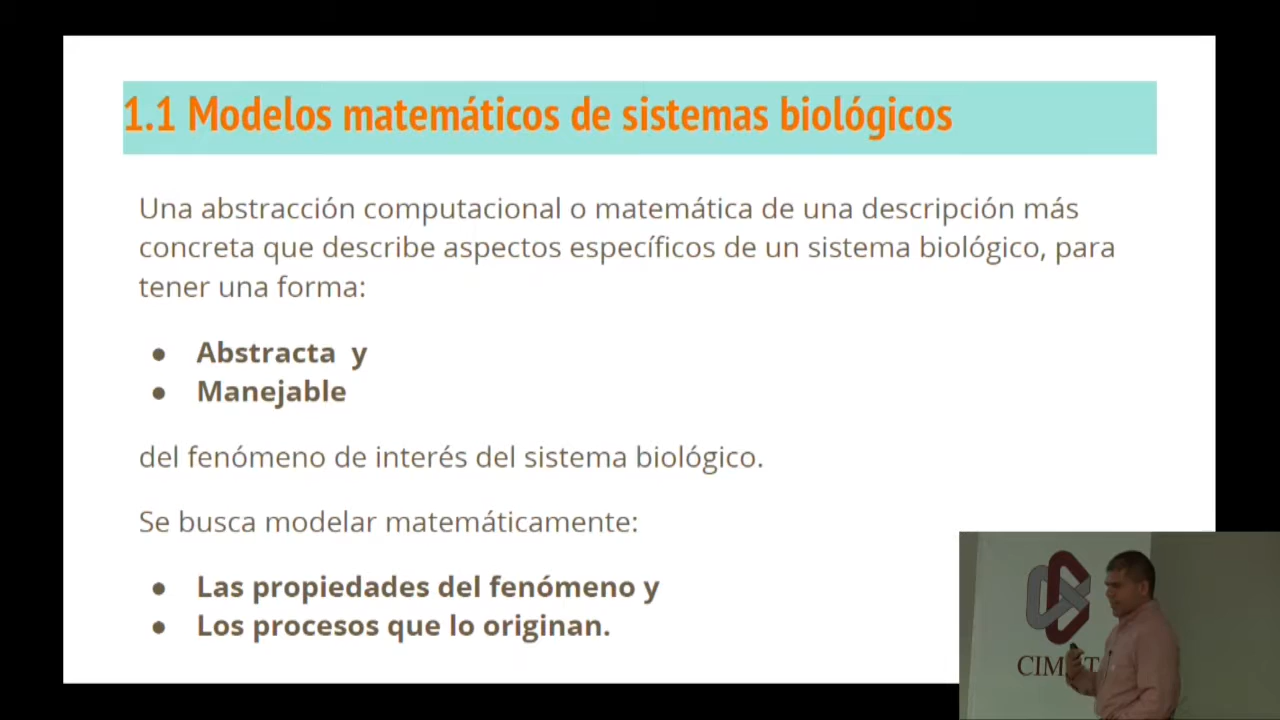 1.1 Modelos matemáticos de sistemas biológicos
Una abstracción computacional o matemática de una descripción más
concreta que describe aspectos específicos de un sistema biológico, para
tener una forma:
● Abstracta y
● Manejable
del fenómeno de interés del sistema biológico.
Se busca modelar matemáticamente:
● Las propiedades del fenómeno y
● Los procesos que lo originan.